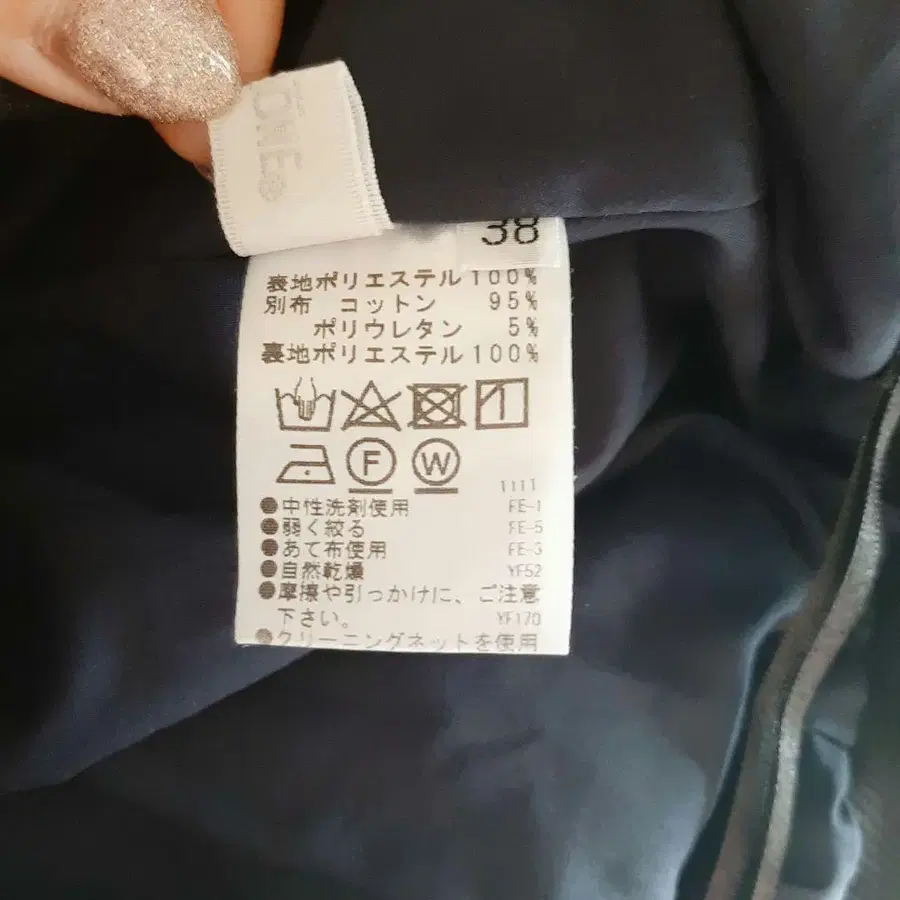 38
表地ポリエステル100%
別布 コットン 95%
ポリウレタン 5%
裏地ポリエステル100%
F W
1111
●中性洗剤使用 FE-1
●弱く絞る FE-5
●あて布使用 FE-3
●自然乾燥 YF52
●摩擦や引っかけに、ご注意
下さい。 YF170
●クリーニングネットを使用